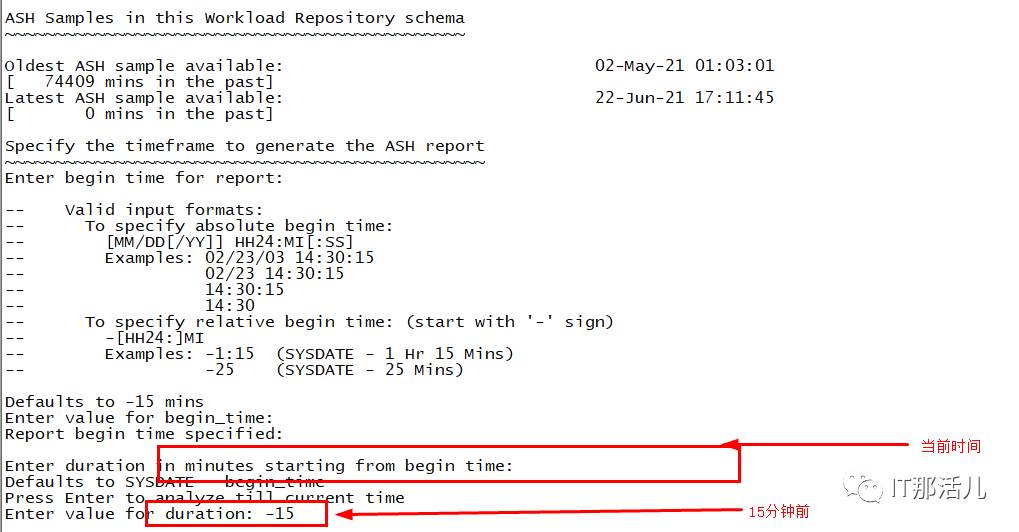 ASH Samples in this Workload Repository schema
~~~~~~~~~~~~~~~~~~~~~~~~~~~~~~~~~~~~~~~~~~~~~~
Oldest ASH sample available: 02-May-21 01:03:01
[ 74409 mins in the past]
Latest ASH sample available: 22-Jun-21 17:11:45
[ 0 mins in the past]
Specify the timeframe to generate the ASH report
~~~~~~~~~~~~~~~~~~~~~~~~~~~~~~~~~~~~~~~~~~~~~~~~
Enter begin time for report:
-- Valid input formats:
-- To specify absolute begin time:
-- [MM/DD[/YY]] HH24:MI[:SS]
-- Examples: 02/23/03 14:30:15
-- 02/23 14:30:15
-- 14:30:15
-- 14:30
-- To specify relative begin time: (start with '-' sign)
-- -[HH24:]MI
-- Examples: -1:15 (SYSDATE - 1 Hr 15 Mins)
-- -25 (SYSDATE - 25 Mins)
Defaults to -15 mins
Enter value for begin_time:
Report begin time specified:
当前时间
Enter duration in minutes starting from begin time:
Defaults to SYSDATE - begin_time
Press Enter to analyze till current time
Enter value for duration: -15
15分钟前
IT那活儿